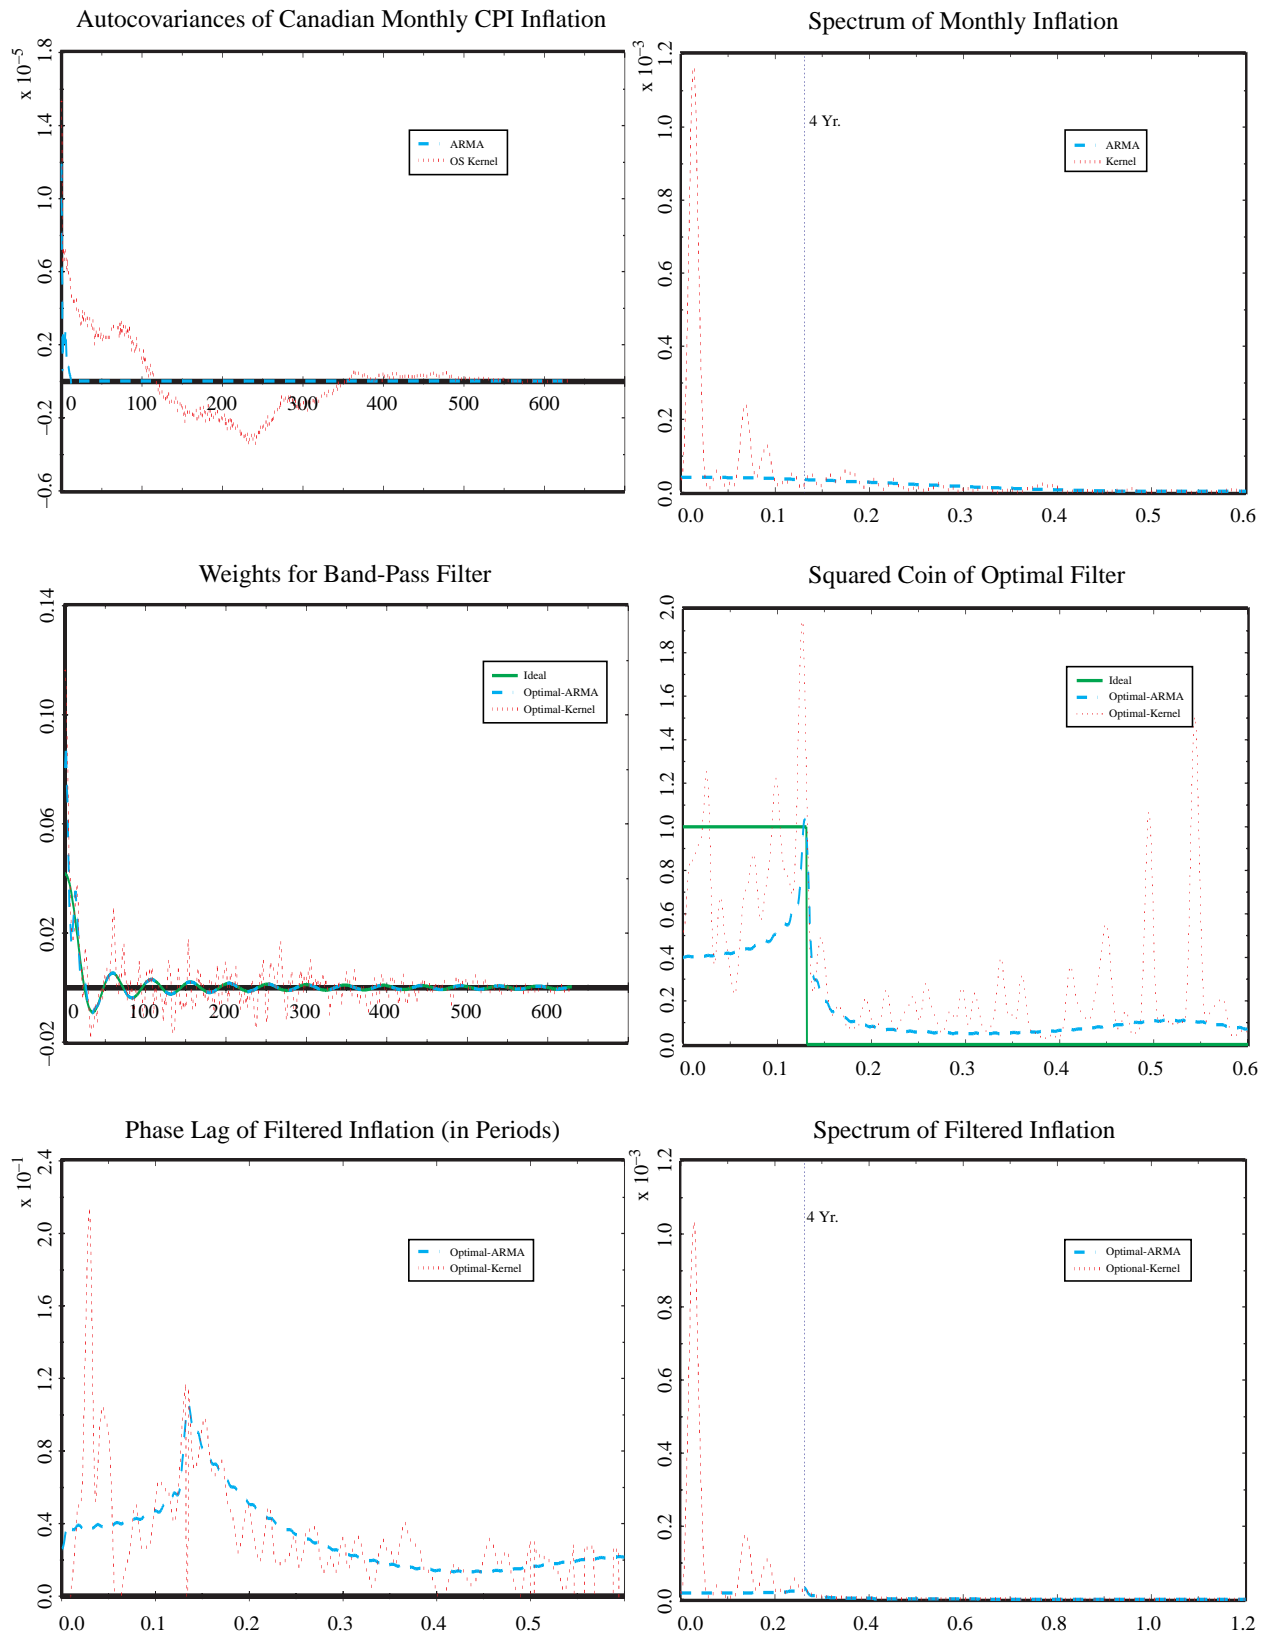 Autocovariances of Canadian Monthly CPI Inflation
x 10⁻⁵
1.8
1.4
1.0
0.6
0.2
−0.2
−0.6
ARMA
OS Kernel
0 100 200 300 400 500 600
Spectrum of Monthly Inflation
x 10⁻³
1.2
1.0
0.8
0.6
0.4
0.2
0.0
4 Yr.
ARMA
Kernel
0.0 0.1 0.2 0.3 0.4 0.5 0.6
Weights for Band-Pass Filter
0.14
0.10
0.06
0.02
−0.02
Ideal
Optimal-ARMA
Optimal-Kernel
0 100 200 300 400 500 600
Squared Coin of Optimal Filter
2.0
1.8
1.6
1.4
1.2
1.0
0.8
0.6
0.4
0.2
0.0
Ideal
Optimal-ARMA
Optimal-Kernel
0.0 0.1 0.2 0.3 0.4 0.5 0.6
Phase Lag of Filtered Inflation (in Periods)
x 10⁻¹
2.4
2.0
1.6
1.2
0.8
0.4
0.0
Optimal-ARMA
Optimal-Kernel
0.0 0.1 0.2 0.3 0.4 0.5
Spectrum of Filtered Inflation
x 10⁻³
1.2
1.0
0.8
0.6
0.4
0.2
0.0
4 Yr.
Optimal-ARMA
Optional-Kernel
0.0 0.2 0.4 0.6 0.8 1.0 1.2